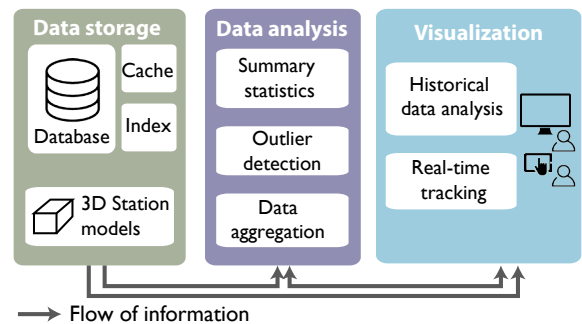 Data storage
Database
Cache
Index
3D Station
models
Data analysis
Summary
statistics
Outlier
detection
Data
aggregation
Visualization
Historical
data analysis
Real-time
tracking
Flow of information